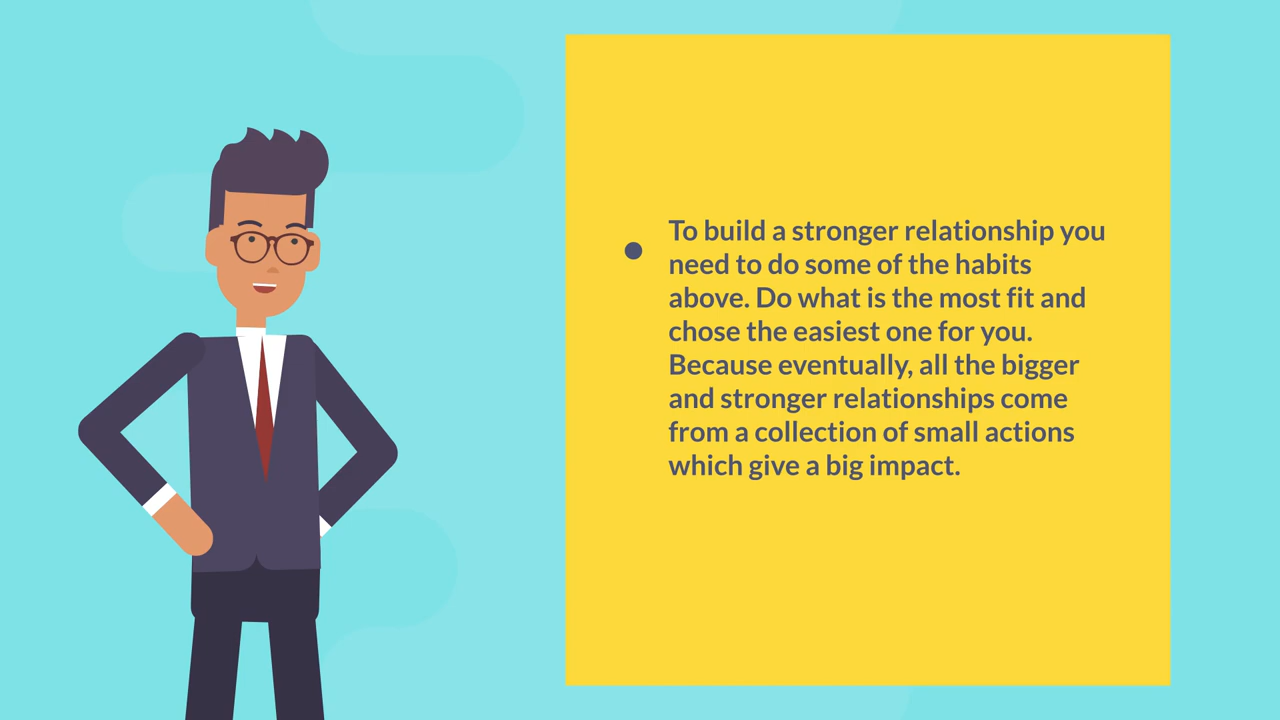 To build a stronger relationship you
need to do some of the habits
above. Do what is the most fit and
chose the easiest one for you.
Because eventually, all the bigger
and stronger relationships come
from a collection of small actions
which give a big impact.